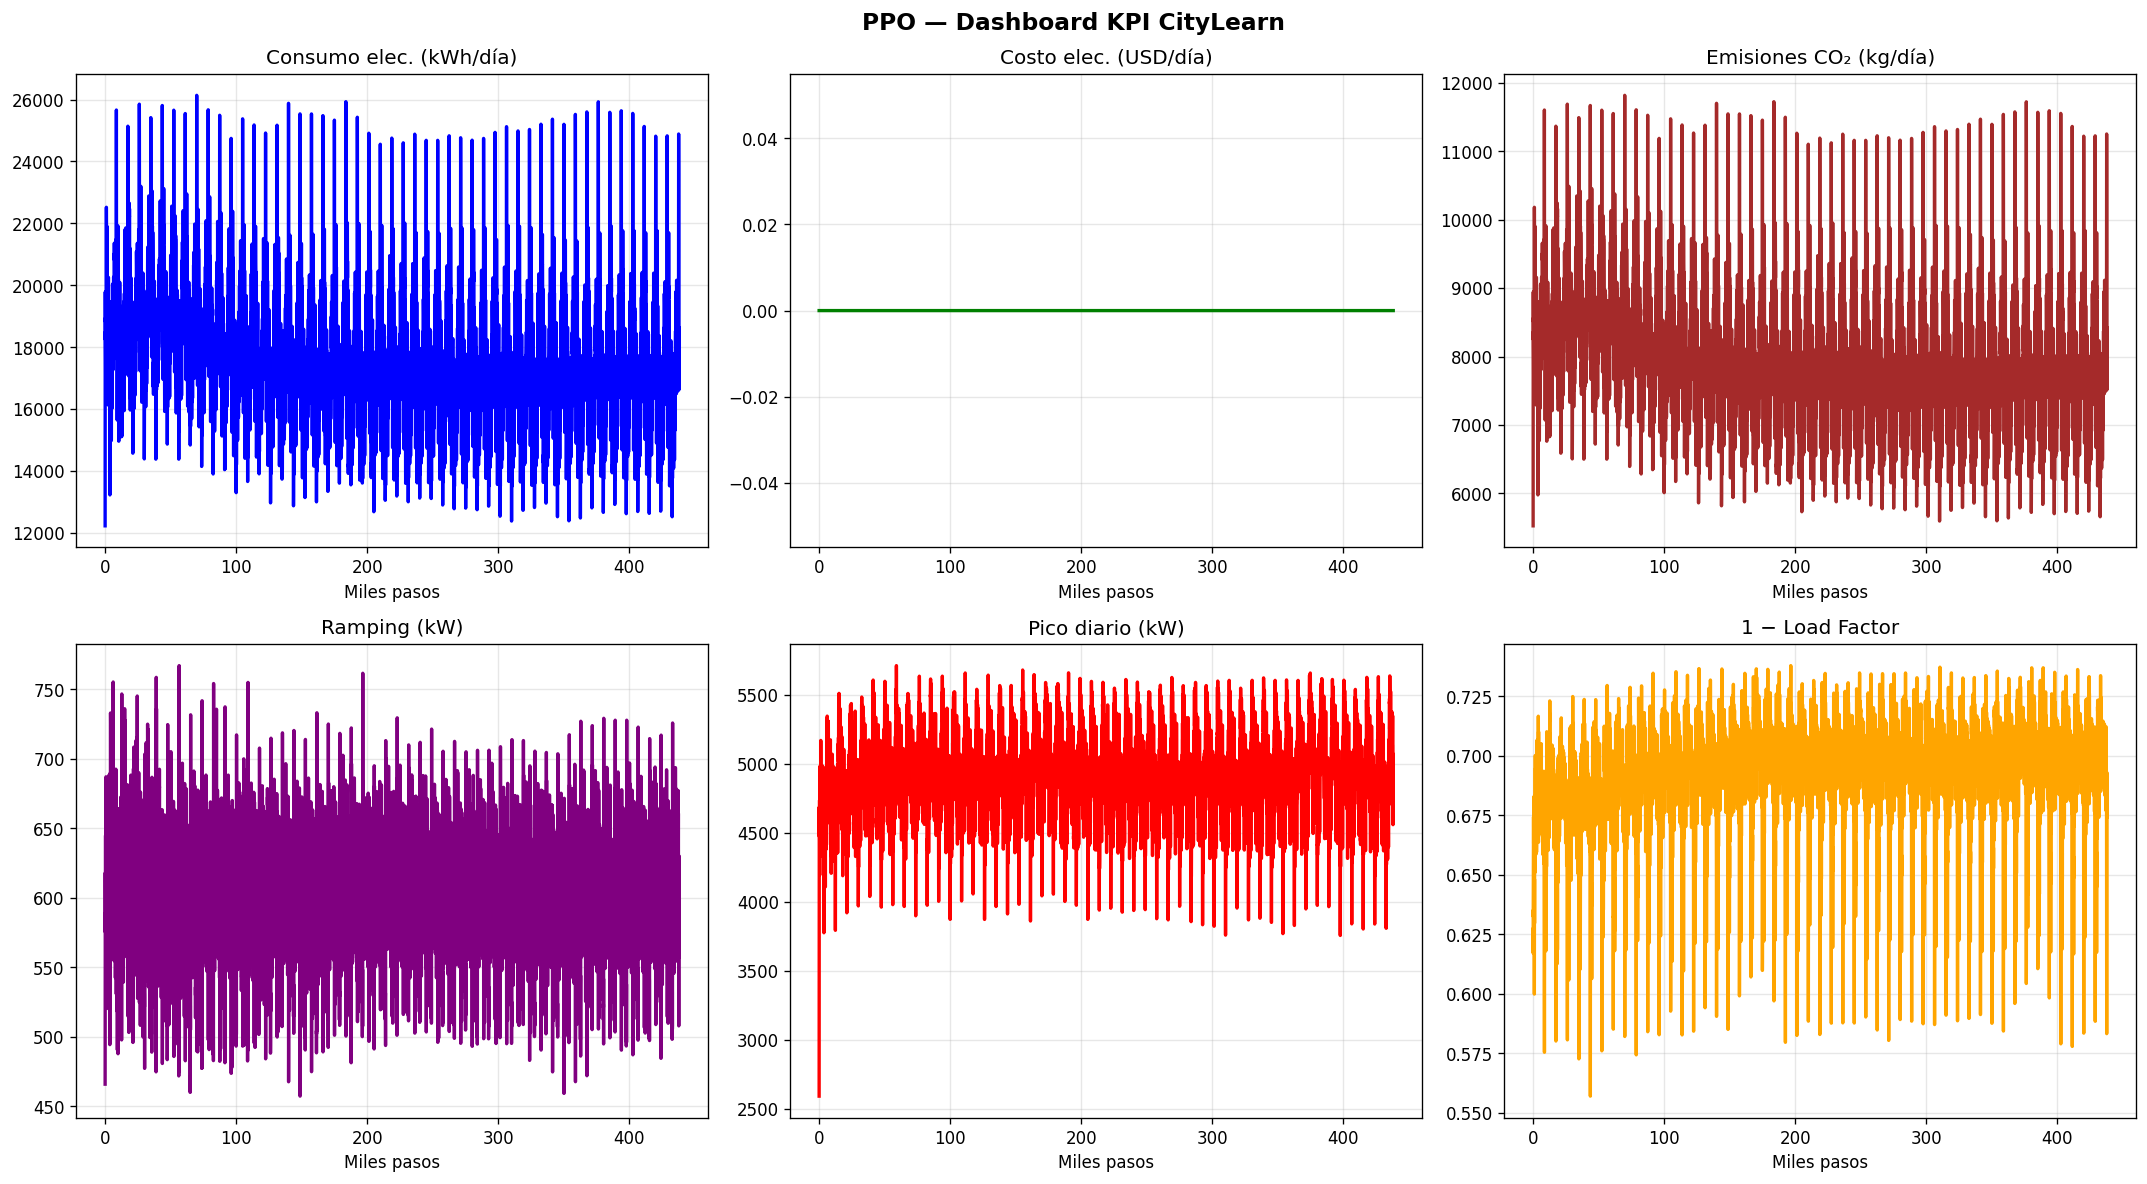 PPO — Dashboard KPI CityLearn
Consumo elec. (kWh/día)
26000
24000
22000
20000
18000
16000
14000
12000
0 100 200 300 400
Miles pasos
Costo elec. (USD/día)
0.04
0.02
0.00
−0.02
−0.04
0 100 200 300 400
Miles pasos
Emisiones CO₂ (kg/día)
12000
11000
10000
9000
8000
7000
6000
0 100 200 300 400
Miles pasos
Ramping (kW)
750
700
650
600
550
500
450
0 100 200 300 400
Miles pasos
Pico diario (kW)
5500
5000
4500
4000
3500
3000
2500
0 100 200 300 400
Miles pasos
1 − Load Factor
0.725
0.700
0.675
0.650
0.625
0.600
0.575
0.550
0 100 200 300 400
Miles pasos